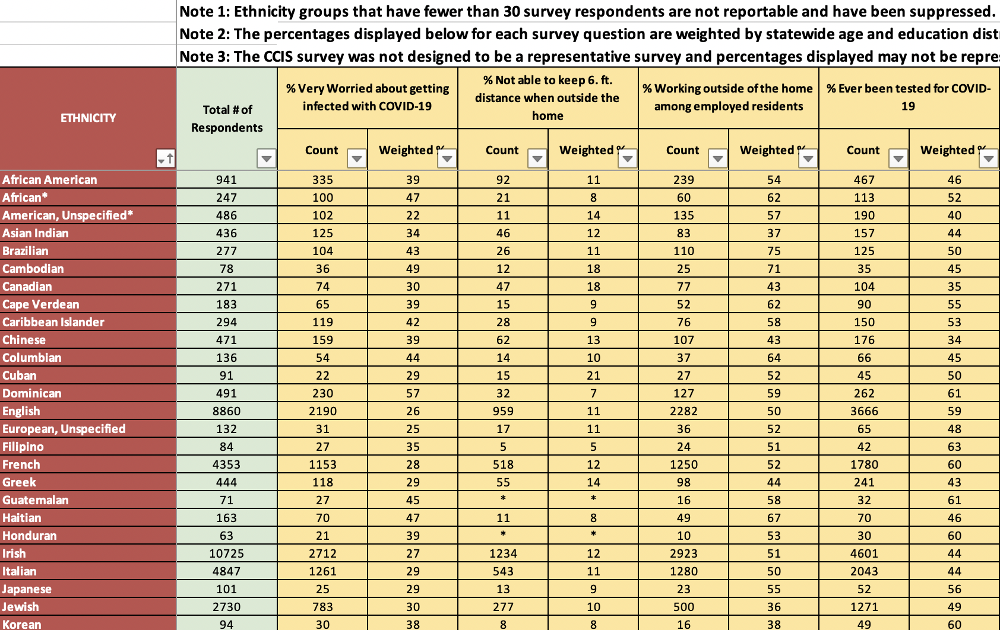 Note 1: Ethnicity groups that have fewer than 30 survey respondents are not reportable and have been suppressed.
Note 2: The percentages displayed below for each survey question are weighted by statewide age and education
Note 3: The CCIS survey was not designed to be a representative survey and percentages displayed may not be
ETHNICITY
Total # of
Respondents
% Very Worried about getting
infected with COVID-19
% Not able to keep 6. ft.
distance when outside the
home
% Working outside of the home
among employed residents
% Ever been tested for COVID-
19
Count Weighted % Count Weighted % Count Weighted % Count Weighted %
African American 941 335 39 92 11 239 54 467 46
African* 247 100 47 21 8 60 62 113 52
American, Unspecified* 486 102 22 11 14 135 57 190 40
Asian Indian 436 125 34 46 12 83 37 157 44
Brazilian 277 104 43 26 11 110 75 125 50
Cambodian 78 36 49 12 18 25 71 35 45
Canadian 271 74 30 47 18 77 43 104 35
Cape Verdean 183 65 39 15 9 52 62 90 55
Caribbean Islander 294 119 42 28 9 76 58 150 53
Chinese 471 159 39 62 13 107 43 176 34
Columbian 136 54 44 14 10 37 64 66 45
Cuban 91 22 29 15 21 27 52 45 50
Dominican 491 230 57 32 7 127 59 262 61
English 8860 2190 26 959 11 2282 50 3666 59
European, Unspecified 132 31 25 17 11 36 52 65 48
Filipino 84 27 35 5 5 24 51 42 63
French 4353 1153 28 518 12 1250 52 1780 60
Greek 444 118 29 55 14 98 44 241 43
Guatemalan 71 27 45 * * 16 58 32 61
Haitian 163 70 47 11 8 49 67 70 46
Honduran 63 21 39 * * 10 53 30 60
Irish 10725 2712 27 1234 12 2923 51 4601 44
Italian 4847 1261 29 543 11 1280 50 2043 44
Japanese 101 25 29 13 9 23 55 52 56
Jewish 2730 783 30 277 10 500 36 1271 49
Korean 94 30 38 8 8 16 38 49 60